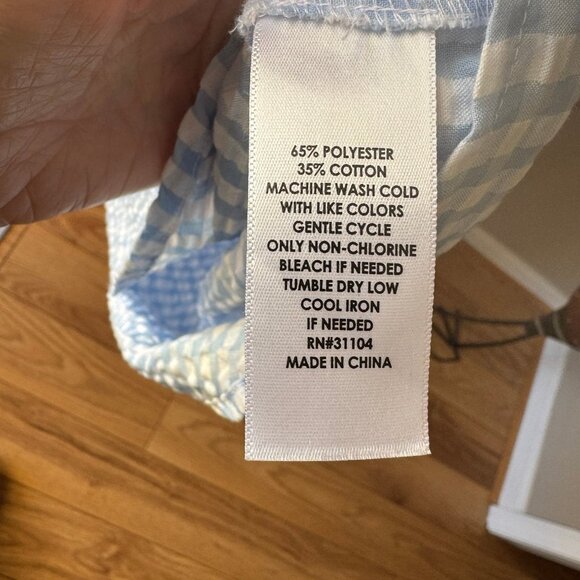 65% POLYESTER
35% COTTON
MACHINE WASH COLD
WITH LIKE COLORS
GENTLE CYCLE
ONLY NON-CHLORINE
BLEACH IF NEEDED
TUMBLE DRY LOW
COOL IRON
IF NEEDED
RN#31104
MADE IN CHINA